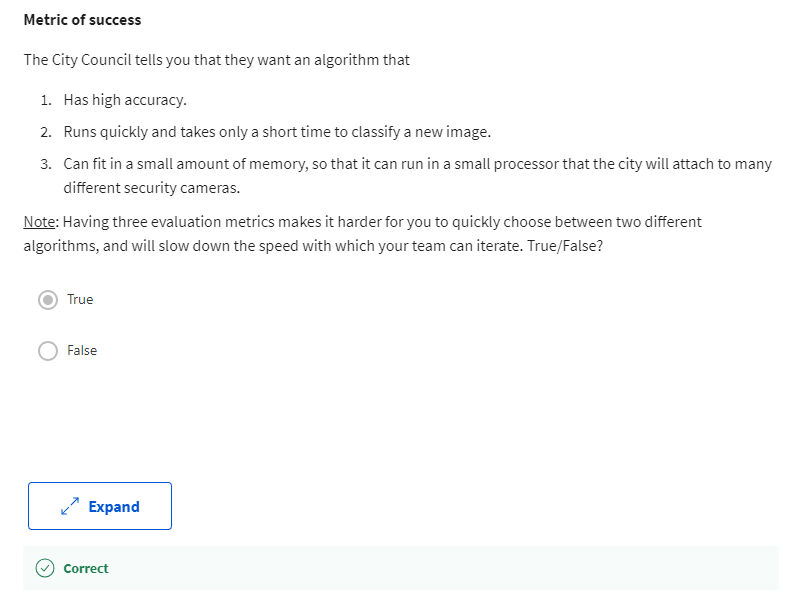 Metric of success
The City Council tells you that they want an algorithm that
1. Has high accuracy.
2. Runs quickly and takes only a short time to classify a new image.
3. Can fit in a small amount of memory, so that it can run in a small processor that the city will attach to many
different security cameras.
Note: Having three evaluation metrics makes it harder for you to quickly choose between two different
algorithms, and will slow down the speed with which your team can iterate. True/False?
True
False
Expand
Correct